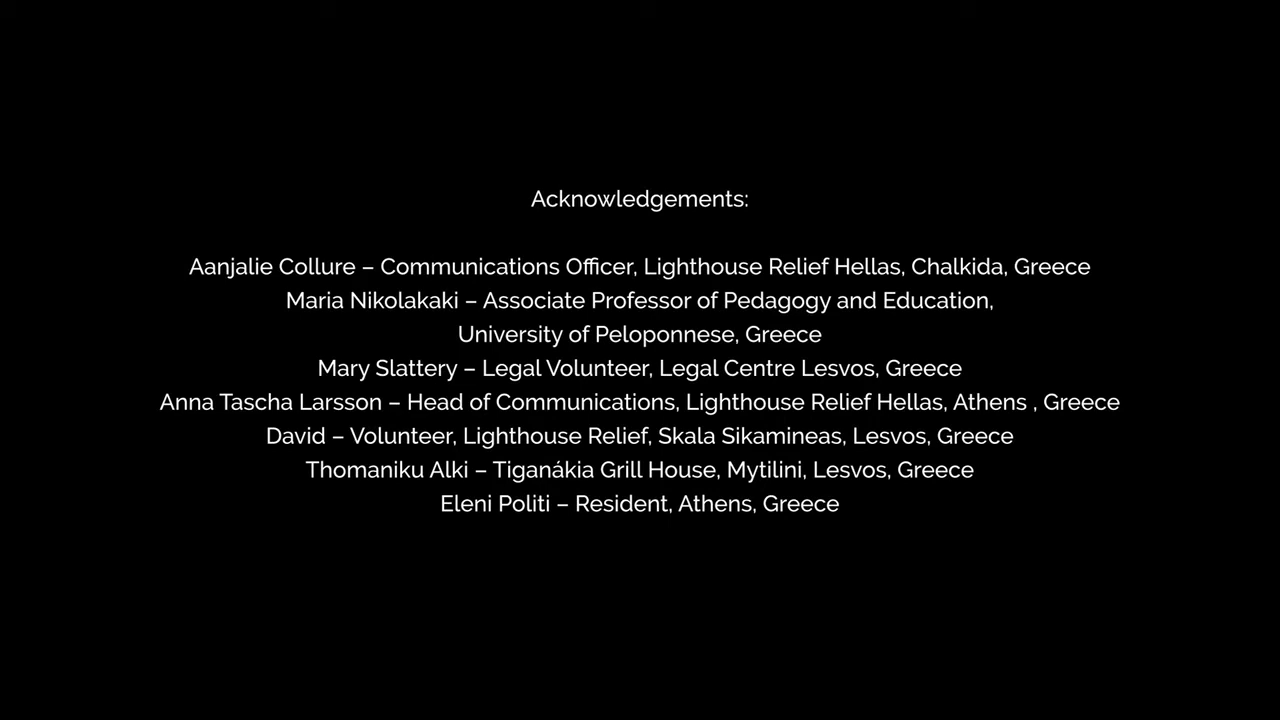 Acknowledgements:
Aanjalie Collure – Communications Officer, Lighthouse Relief Hellas, Chalkida, Greece
Maria Nikolakaki – Associate Professor of Pedagogy and Education,
University of Peloponnese, Greece
Mary Slattery – Legal Volunteer, Legal Centre Lesvos, Greece
Anna Tascha Larsson – Head of Communications, Lighthouse Relief Hellas, Athens , Greece
David – Volunteer, Lighthouse Relief, Skala Sikamineas, Lesvos, Greece
Thomaniku Alki – Tiganákia Grill House, Mytilini, Lesvos, Greece
Eleni Politi – Resident, Athens, Greece